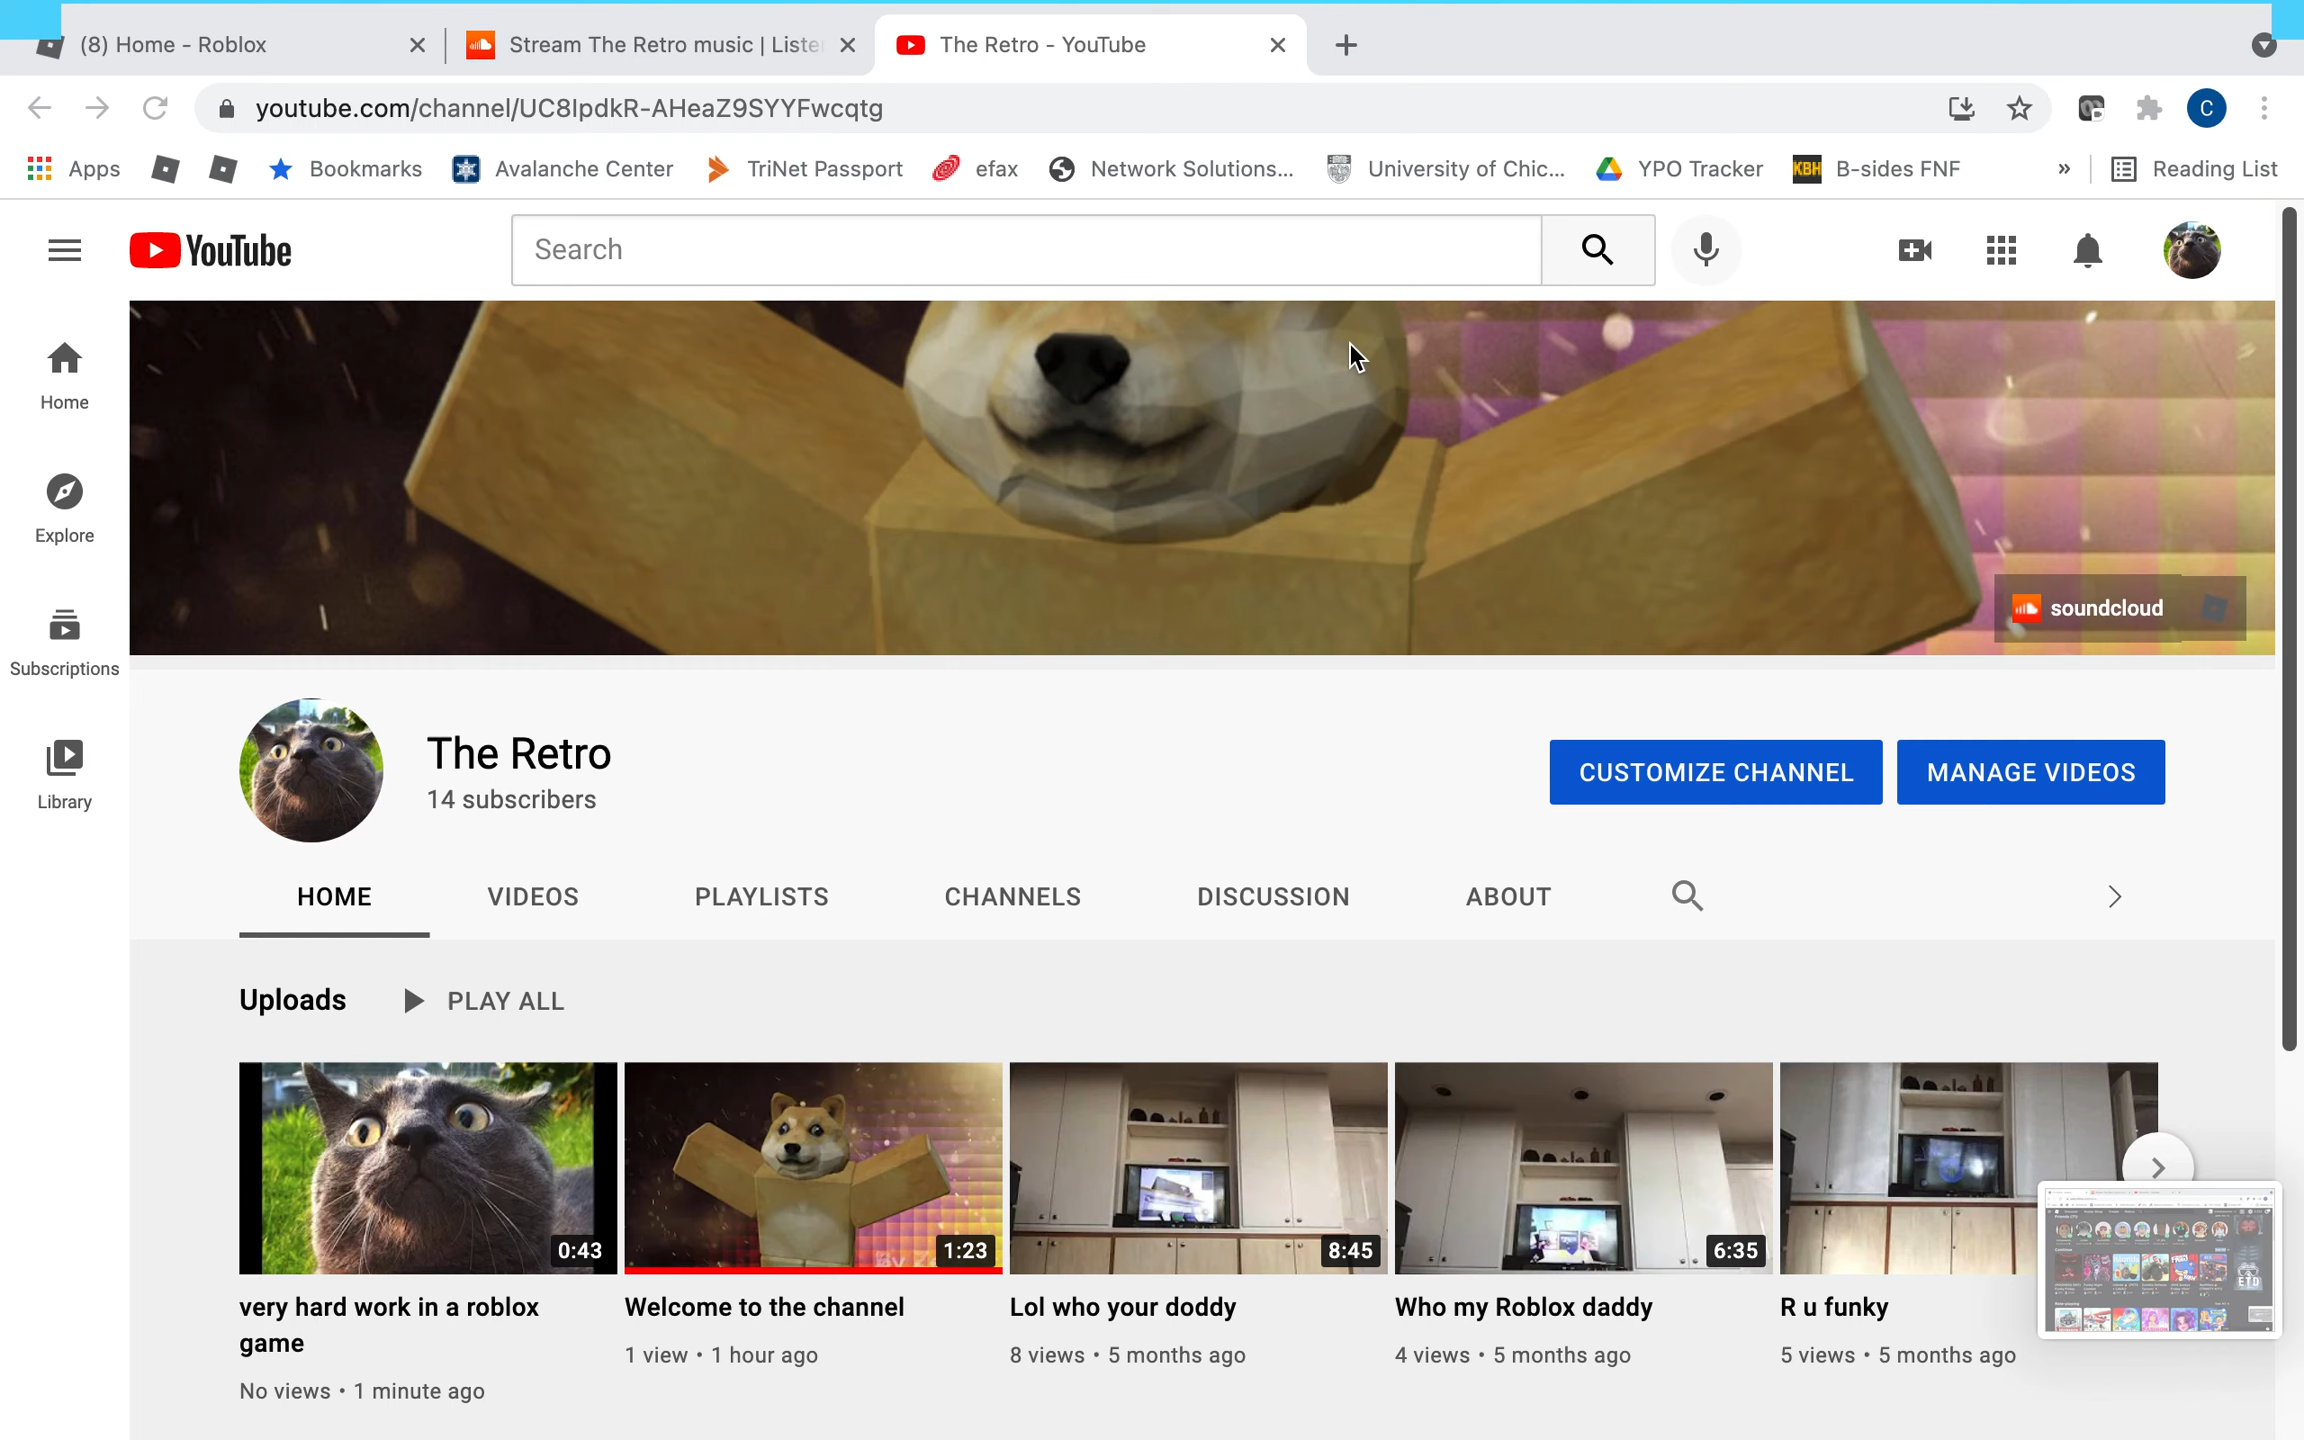 (8) Home - Roblox
Stream The Retro music | Liste
The Retro - YouTube
youtube.com/channel/UC8IpdkR-AHeaZ9SYYFwcqtg
C
Apps
Bookmarks
Avalanche Center
TriNet Passport
efax
Network Solutions...
University of Chic...
KBH
B-sides FNF
YPO Tracker
»
Reading List
YouTube
Search
Home
Explore
Subscriptions
Library
soundcloud
The Retro
14 subscribers
CUSTOMIZE CHANNEL
MANAGE VIDEOS
HOME
VIDEOS
PLAYLISTS
CHANNELS
DISCUSSION
ABOUT
Uploads
PLAY ALL
0:43
1:23
8:45
6:35
ETD
very hard work in a roblox
game
No views • 1 minute ago
Welcome to the channel
1 view • 1 hour ago
Lol who your doddy
8 views • 5 months ago
Who my Roblox daddy
4 views • 5 months ago
R u funky
5 views • 5 months ago